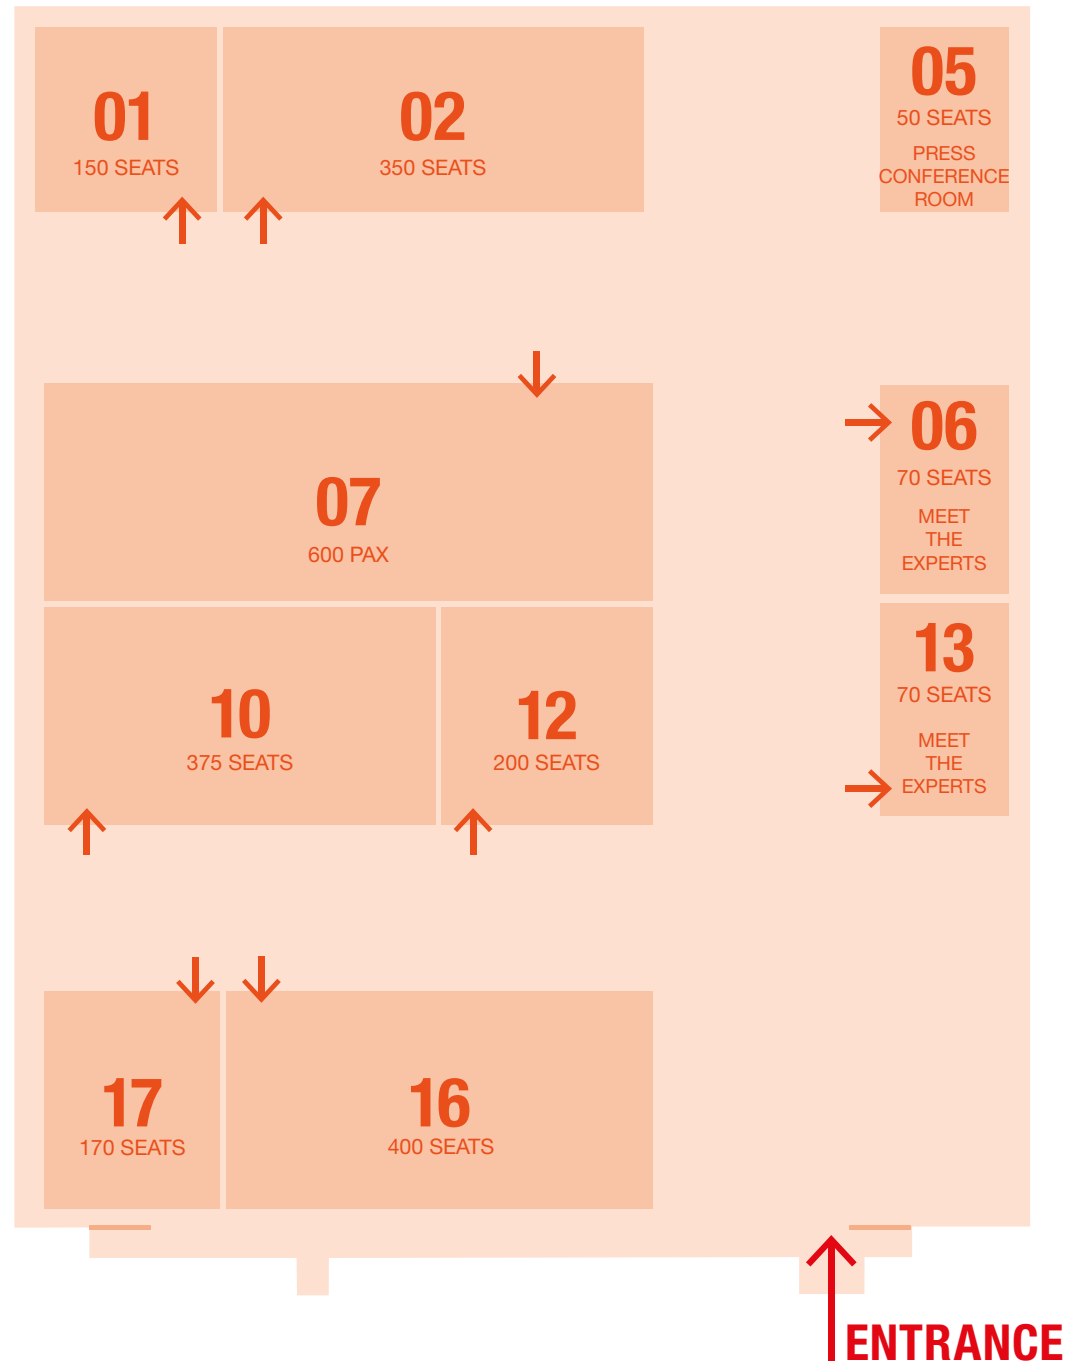 01
150 SEATS
02
350 SEATS
05
50 SEATS
PRESS
CONFERENCE
ROOM
07
600 PAX
06
70 SEATS
MEET
THE
EXPERTS
10
375 SEATS
12
200 SEATS
13
70 SEATS
MEET
THE
EXPERTS
17
170 SEATS
16
400 SEATS
ENTRANCE